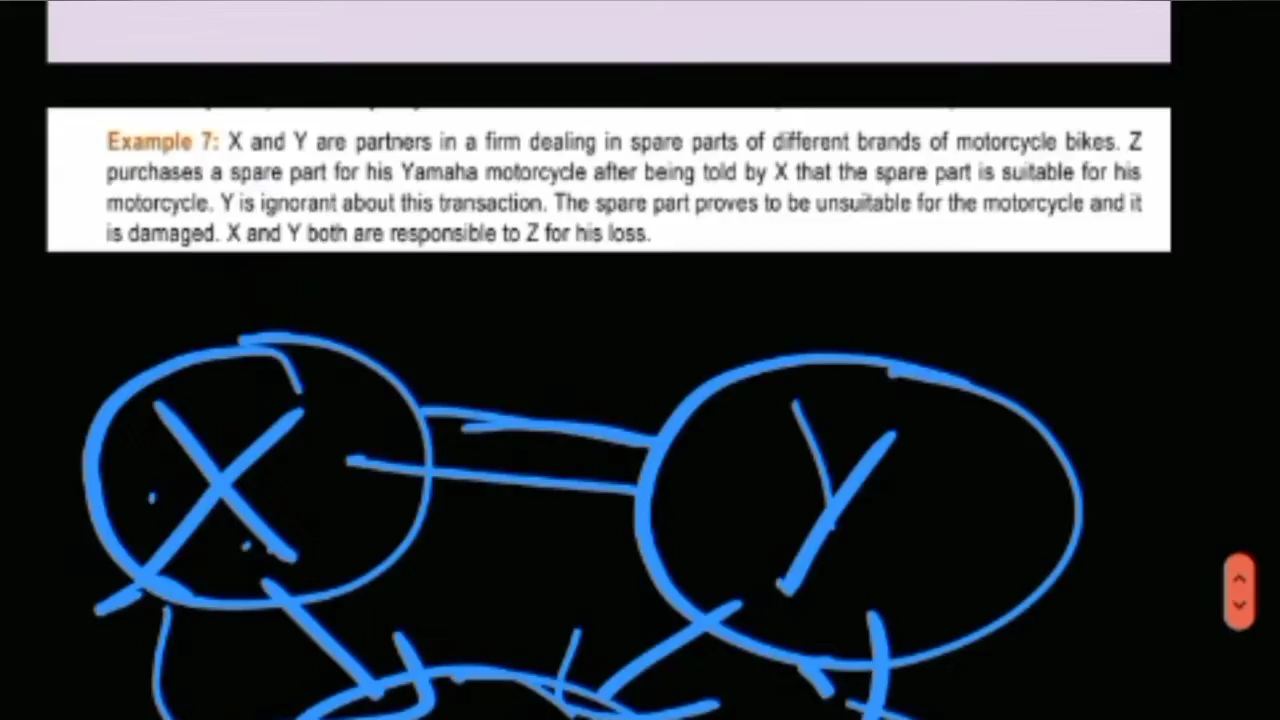 Example 7: X and Y are partners in a firm dealing in spare parts of different brands of motorcycle bikes. Z
purchases a spare part for his Yamaha motorcycle after being told by X that the spare part is suitable for his
motorcycle. Y is ignorant about this transaction. The spare part proves to be unsuitable for the motorcycle and it
is damaged. X and Y both are responsible to Z for his loss.
X Y